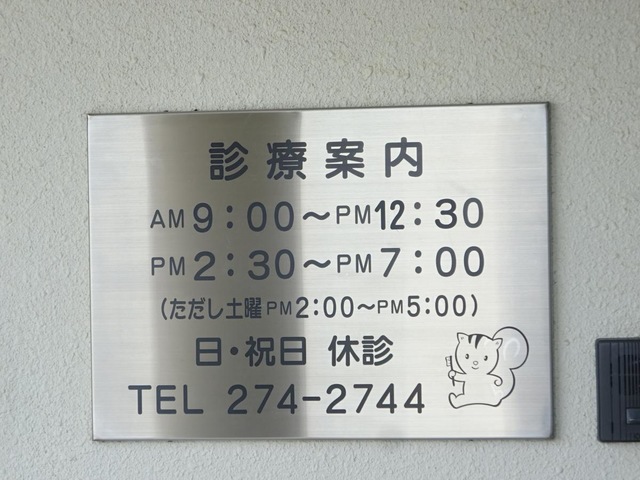 診療案内
AM9:00～PM12:30
PM2:30～PM7:00
(ただし土曜PM2:00～PM5:00)
日・祝日 休診
TEL 274-2744